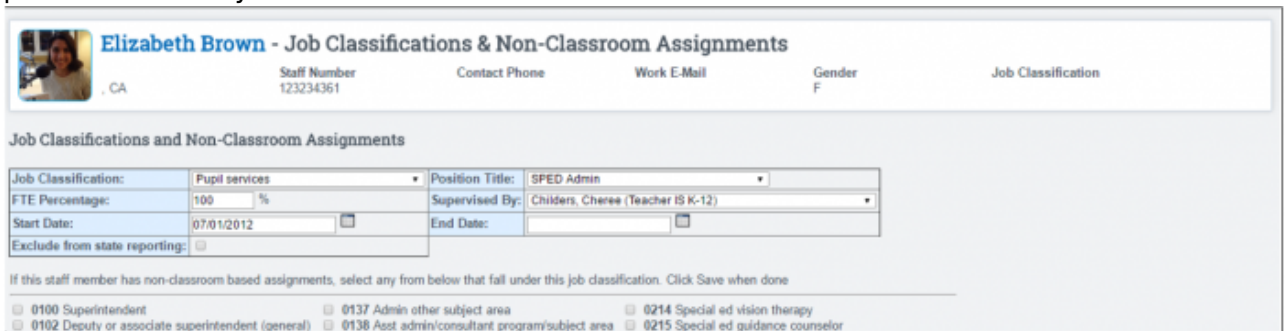 Elizabeth Brown - Job Classifications & Non-Classroom Assignments
, CA
Staff Number
123234361
Contact Phone
Work E-Mail
Gender
F
Job Classification
Job Classifications and Non-Classroom Assignments
Job Classification: Pupil services Position Title: SPED Admin
FTE Percentage: 100 % Supervised By: Childers, Cheree (Teacher IS K-12)
Start Date: 07/01/2012 End Date:
Exclude from state reporting:
If this staff member has non-classroom based assignments, select any from below that fall under this job classification. Click Save when done
0100 Superintendent 0137 Admin other subject area 0214 Special ed vision therapy
0102 Deputy or associate superintendent (general) 0138 Asst admin/consultant program/subject area 0215 Special ed guidance counselor